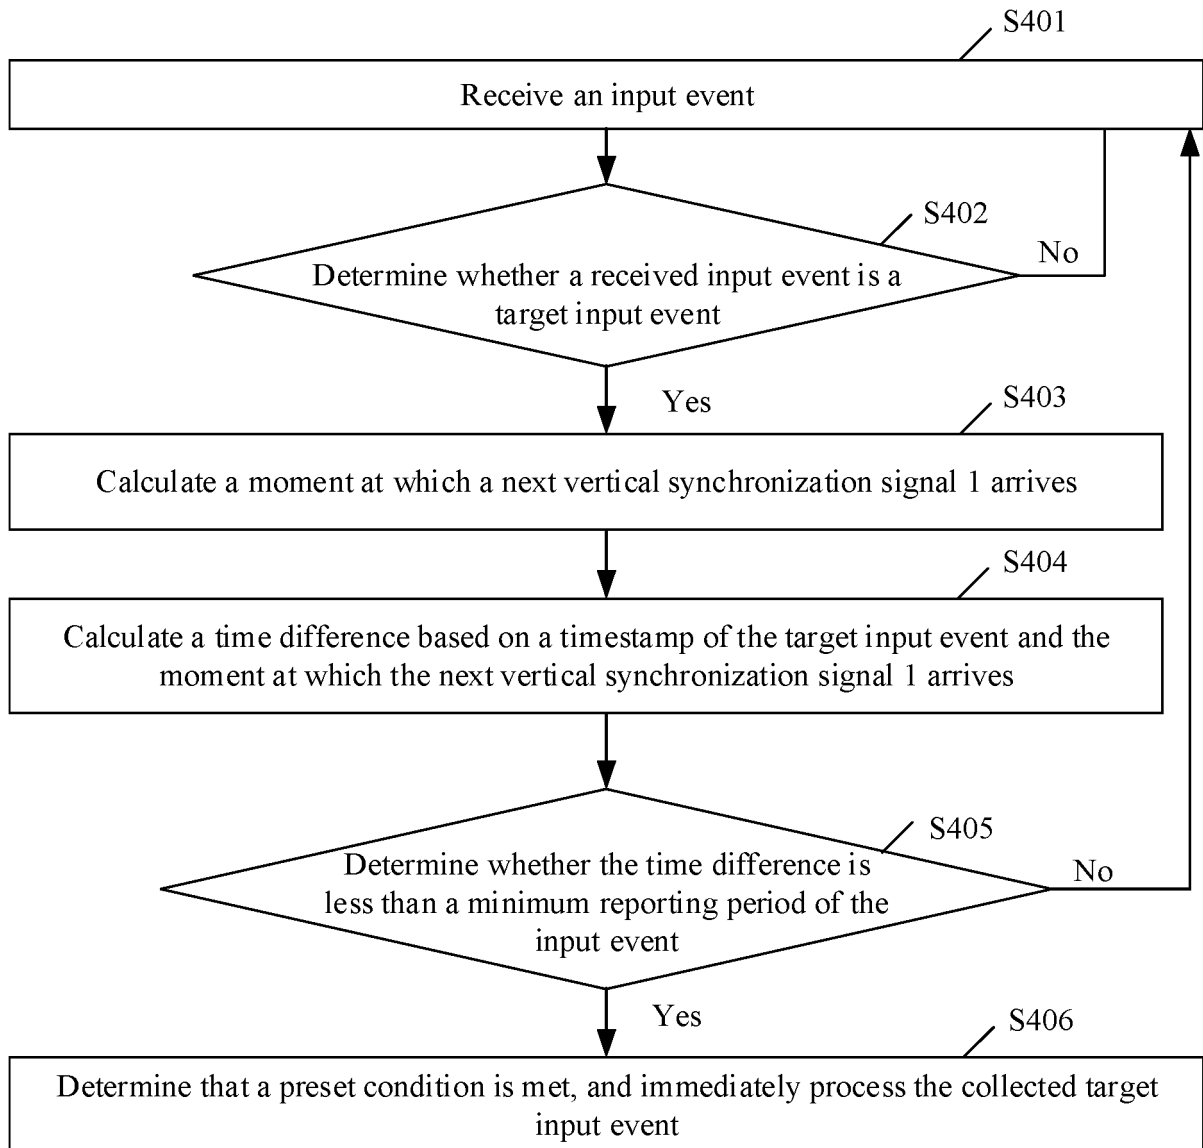 S401
Receive an input event
S402
No
Determine whether a received input event is a
target input event
Yes
S403
Calculate a moment at which a next vertical synchronization signal 1 arrives
S404
Calculate a time difference based on a timestamp of the target input event and the
moment at which the next vertical synchronization signal 1 arrives
S405
Determine whether the time difference is
No
less than a minimum reporting period of the
input event
Yes
S406
Determine that a preset condition is met, and immediately process the collected target
input event